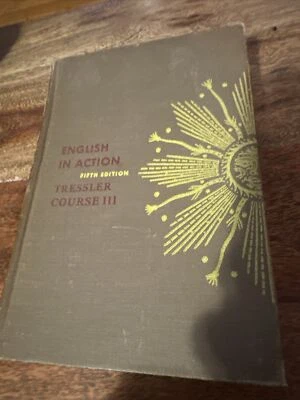 ENGLISH
IN ACTION
FIFTH EDITION
TRESSLER
COURSE III